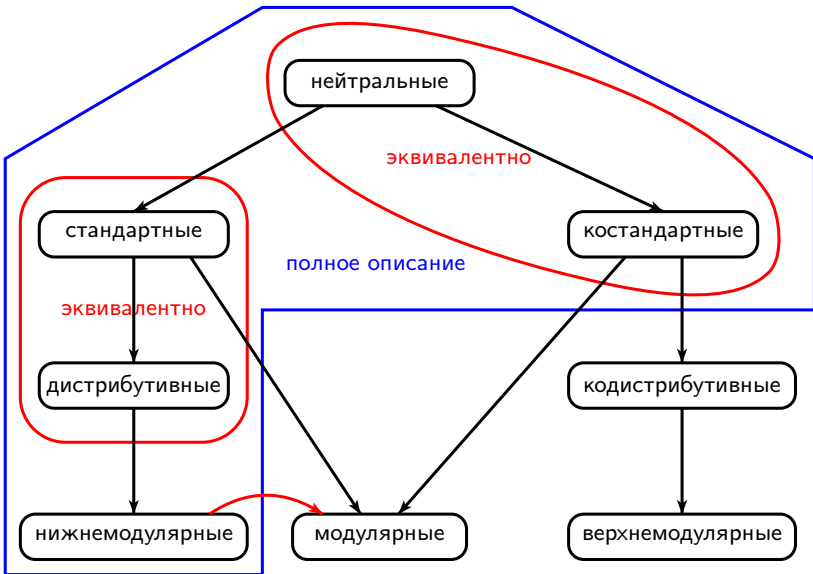 нейтральные
эквивалентно
стандартные
костандартные
полное описание
эквивалентно
дистрибутивные
кодистрибутивные
нижнемодулярные
модулярные
верхнемодулярные